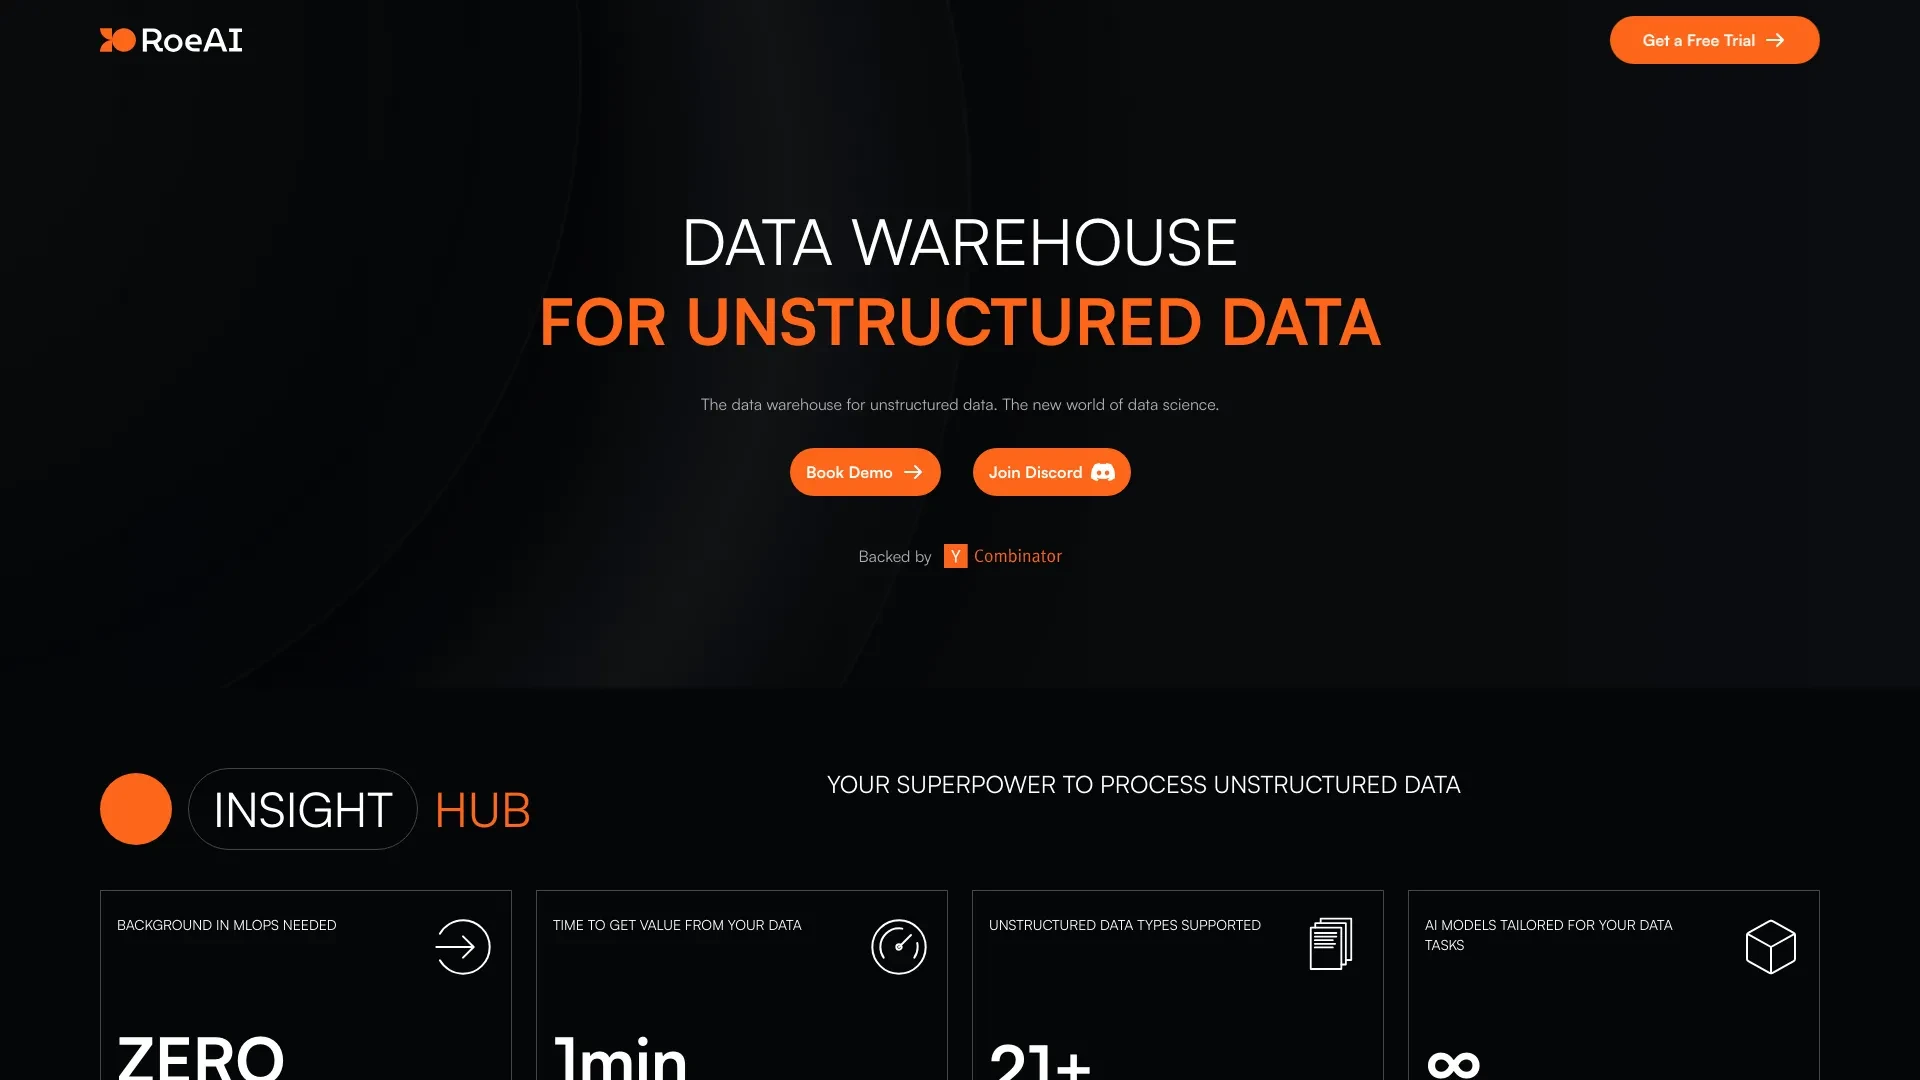 RoeAI
Get a Free Trial
DATA WAREHOUSE
FOR UNSTRUCTURED DATA
The data warehouse for unstructured data. The new world of data science.
Book Demo
Join Discord
Backed by Y Combinator
INSIGHT HUB
YOUR SUPERPOWER TO PROCESS UNSTRUCTURED DATA
BACKGROUND IN MLOPS NEEDED
ZERO
TIME TO GET VALUE FROM YOUR DATA
1min
UNSTRUCTURED DATA TYPES SUPPORTED
21+
AI MODELS TAILORED FOR YOUR DATA
TASKS
∞